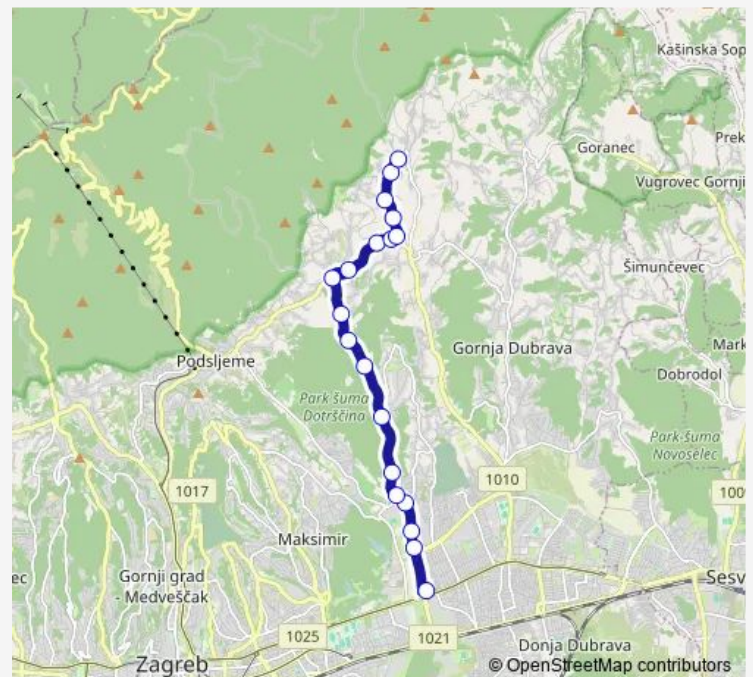 Kašinska Sop
Goranec
Prek
Vugrovec Gornji
Šimunčevec
Podsljeme
Gornja Dubrava
Mark
Dobrodol
Park šuma
Dotrščina
Park-šuma
Novoselec
1017
1010
100
Maksimir
ec
Gornji grad
- Medveščak
Sesv
1025
1021
Donja Dubrava
Zagreb
© OpenStreetMap contributors